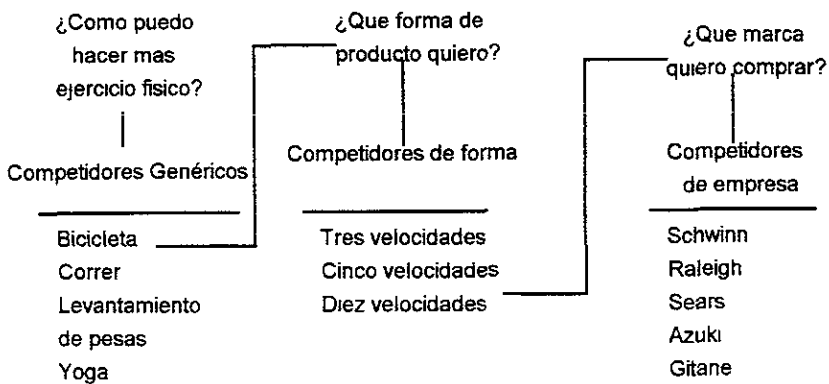 ¿Como puedo
hacer mas
ejercicio fisico?
Competidores Genéricos
Bicicleta
Correr
Levantamiento
de pesas
Yoga
¿Que forma de
producto quiero?
Competidores de forma
Tres velocidades
Cinco velocidades
Diez velocidades
¿Que marca
quiero comprar?
Competidores
de empresa
Schwinn
Raleigh
Sears
Azuki
Gitane